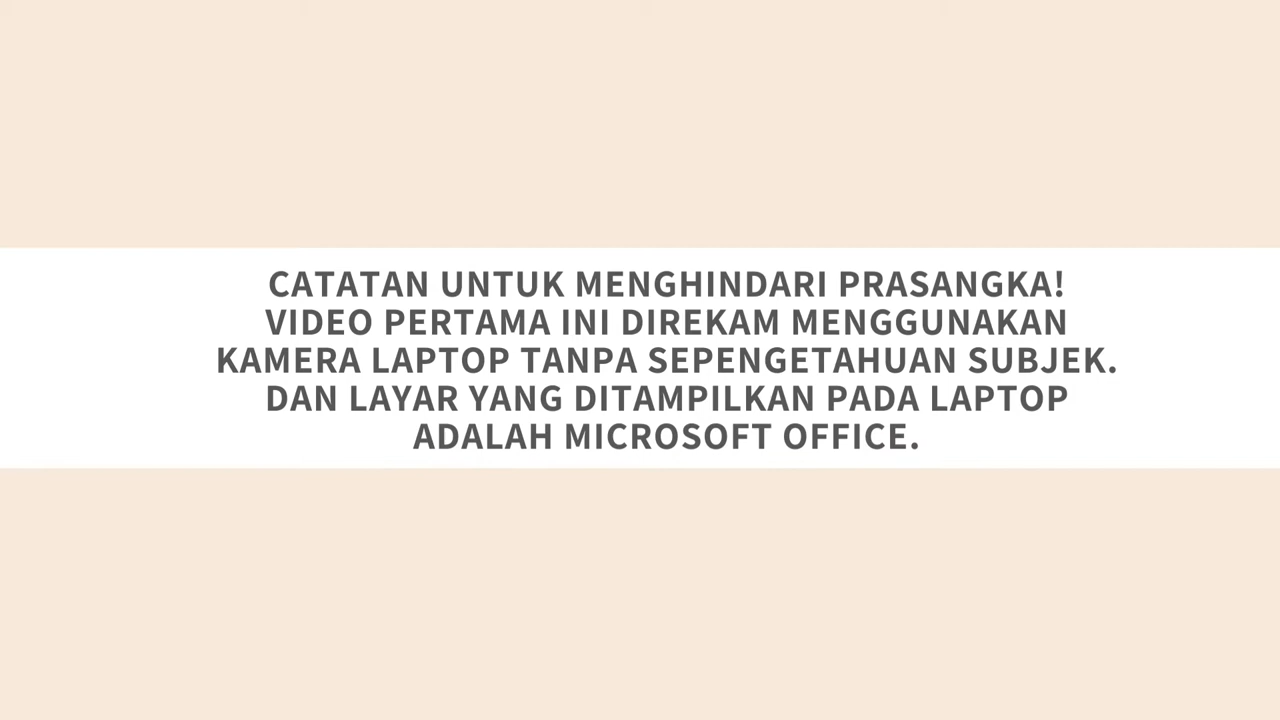 CATATAN UNTUK MENGHINDARI PRASANGKA!
VIDEO PERTAMA INI DIREKAM MENGGUNAKAN
KAMERA LAPTOP TANPA SEPENGETAHUAN SUBJEK.
DAN LAYAR YANG DITAMPILKAN PADA LAPTOP
ADALAH MICROSOFT OFFICE.